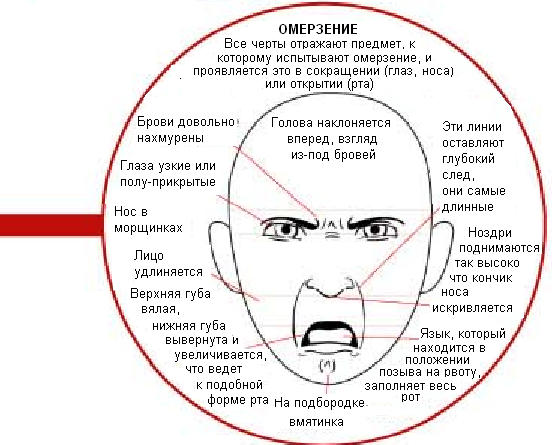 ОМЕРЗЕНИЕ
Все черты отражают предмет, к
которому испытывают омерзение, и
проявляется это в сокращении (глаз, носа)
или открытии (рта)
Брови довольно
нахмурены
Голова наклоняется
вперед, взгляд
из-под бровей
Эти линии
оставляют
глубокий
след,
они самые
длинные
Глаза узкие или
полу-прикрытые
Нос в
морщинках
Ноздри
поднимаются
так высоко
что кончик
носа
искривляется
Лицо
удлиняется
Верхняя губа
вялая,
нижняя губа
вывернута и
увеличивается,
что ведет
к подобной
форме рта
Язык, который
находится в
положении
позыва на рвоту,
заполняет весь
рот
На подбородке
вмятинка